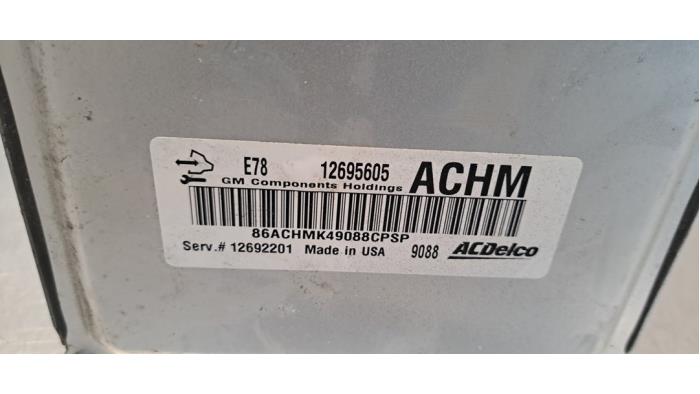 E78 12695605 ACHM
GM Components Holdings
86ACHMK49088CPSP
Serv.# 12692201 Made in USA 9088 ACDelco